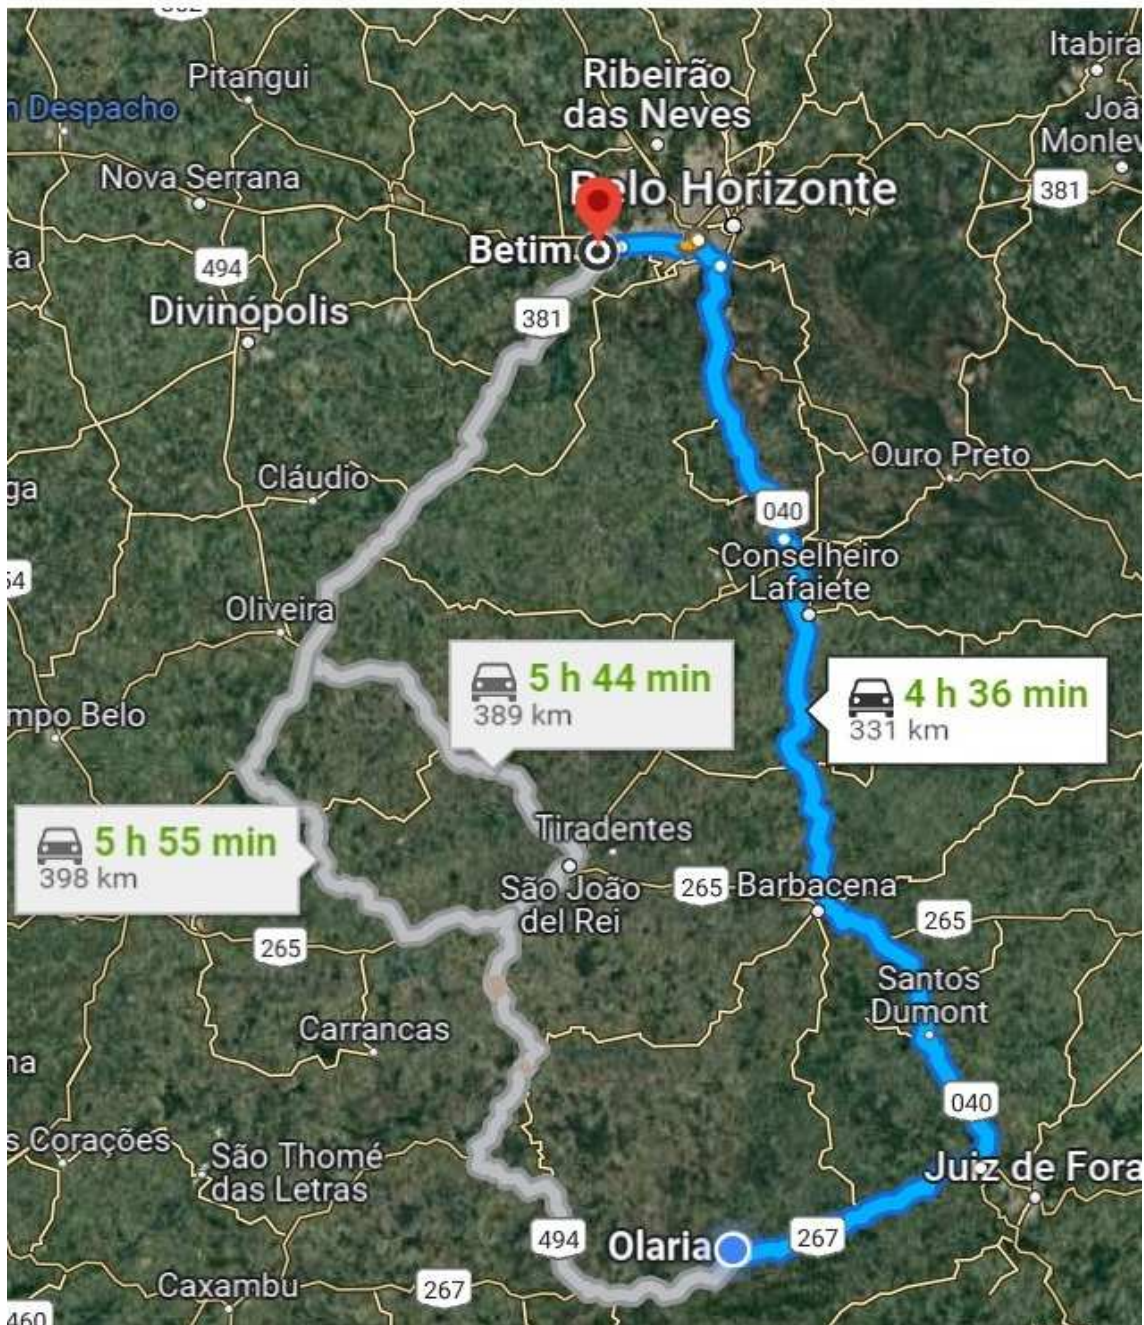 Itabira
Pitangui
Ribeirão
das Neves
Despacho
Nova Serrana
381
Belo Horizonte
Betim
494
Divinópolis
381
Ouro Preto
Cláudio
040
Conselheiro
Lafaiete
Oliveira
5 h 44 min
389 km
4 h 36 min
331 km
mpo Belo
5 h 55 min
398 km
Tiradentes
São João
del Rei
265
Barbacena
265
265
Santos
Dumont
Carrancas
040
s Corações
São Thomé
das Letras
Juiz de Fora
494
Olaria
267
Caxambu
267
460